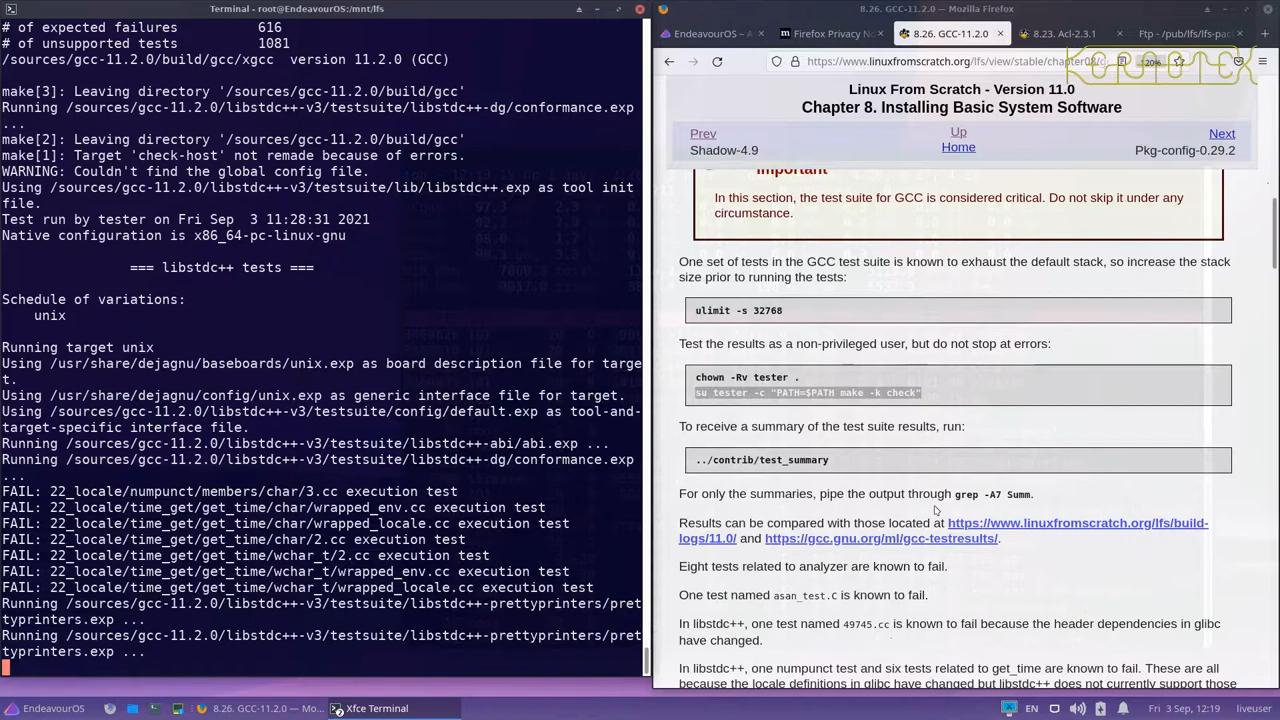 Terminal - root@EndeavourOS:/mnt/lfs
# of expected failures 616
# of unsupported tests 1081
/sources/gcc-11.2.0/build/gcc/xgcc version 11.2.0 (GCC)
make[3]: Leaving directory '/sources/gcc-11.2.0/build/gcc'
Running /sources/gcc-11.2.0/libstdc++-v3/testsuite/libstdc++-dg/conformance.exp
...
make[2]: Leaving directory '/sources/gcc-11.2.0/build/gcc'
make[1]: Target 'check-host' not remade because of errors.
WARNING: Couldn't find the global config file.
Using /sources/gcc-11.2.0/libstdc++-v3/testsuite/lib/libstdc++.exp as tool init
file.
Test run by tester on Fri Sep  3 11:28:31 2021
Native configuration is x86_64-pc-linux-gnu
=== libstdc++ tests ===
Schedule of variations:
unix
Running target unix
Using /usr/share/dejagnu/baseboards/unix.exp as board description file for targe
t.
Using /usr/share/dejagnu/config/unix.exp as generic interface file for target.
Using /sources/gcc-11.2.0/libstdc++-v3/testsuite/config/default.exp as tool-and-
target-specific interface file.
Running /sources/gcc-11.2.0/libstdc++-v3/testsuite/libstdc++-abi/abi.exp ...
Running /sources/gcc-11.2.0/libstdc++-v3/testsuite/libstdc++-dg/conformance.exp
...
FAIL: 22_locale/numpunct/members/char/3.cc execution test
FAIL: 22_locale/time_get/get_time/char/wrapped_env.cc execution test
FAIL: 22_locale/time_get/get_time/char/wrapped_locale.cc execution test
FAIL: 22_locale/time_get/get_time/char/2.cc execution test
FAIL: 22_locale/time_get/get_time/wchar_t/2.cc execution test
FAIL: 22_locale/time_get/get_time/wchar_t/wrapped_env.cc execution test
FAIL: 22_locale/time_get/get_time/wchar_t/wrapped_locale.cc execution test
Running /sources/gcc-11.2.0/libstdc++-v3/testsuite/libstdc++-prettyprinters/pret
typrinters.exp ...
Running /sources/gcc-11.2.0/libstdc++-v3/testsuite/libstdc++-prettyprinters/pret
typrinters.exp ...
8.26. GCC-11.2.0 — Mozilla Firefox
EndeavourOS – A
Firefox Privacy No
8.26. GCC-11.2.0
8.23. Acl-2.3.1
Ftp - /pub/lfs/lfs-pac
https://www.linuxfromscratch.org/lfs/view/stable/chapter08/
120%
Linux From Scratch - Version 11.0
Chapter 8. Installing Basic System Software
Prev Up Next
Shadow-4.9 Home Pkg-config-0.29.2
Important
In this section, the test suite for GCC is considered critical. Do not skip it under any
circumstance.
One set of tests in the GCC test suite is known to exhaust the default stack, so increase the stack
size prior to running the tests:
ulimit -s 32768
Test the results as a non-privileged user, but do not stop at errors:
chown -Rv tester .
su tester -c "PATH=$PATH make -k check"
To receive a summary of the test suite results, run:
../contrib/test_summary
For only the summaries, pipe the output through grep -A7 Summ.
Results can be compared with those located at https://www.linuxfromscratch.org/lfs/build-
logs/11.0/ and https://gcc.gnu.org/ml/gcc-testresults/.
Eight tests related to analyzer are known to fail.
One test named asan_test.C is known to fail.
In libstdc++, one test named 49745.cc is known to fail because the header dependencies in glibc
have changed.
In libstdc++, one numpunct test and six tests related to get_time are known to fail. These are all
because the locale definitions in glibc have changed but libstdc++ does not currently support those
EndeavourOS
8.26. GCC-11.2.0 — Mo...
Xfce Terminal
EN
Fri 3 Sep, 12:19
liveuser